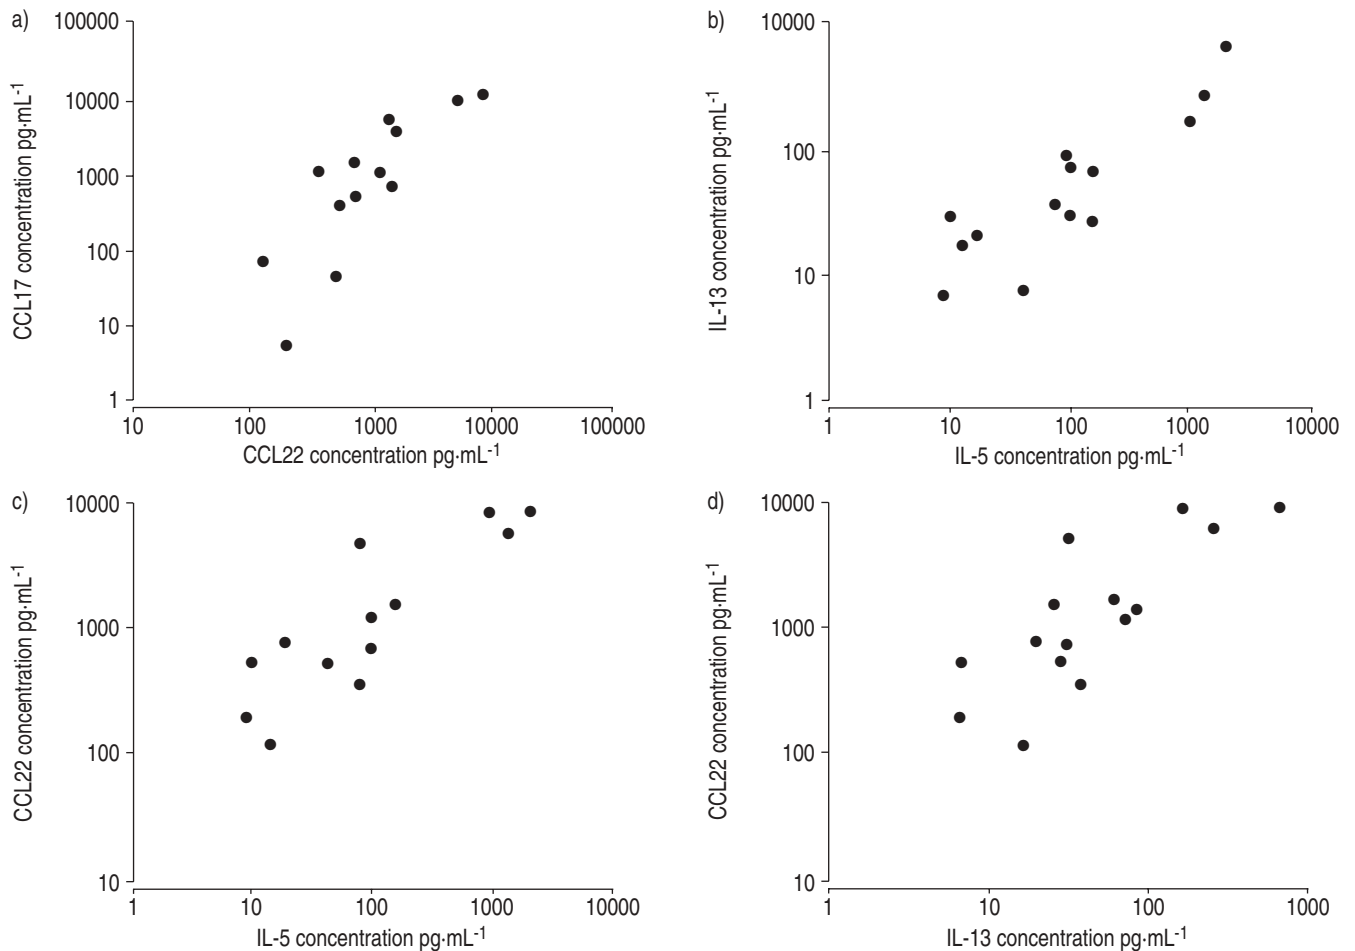 a)
100000
10000
1000
100
10
1
CCL17 concentration pg·mL-1
10 100 1000 10000 100000
CCL22 concentration pg·mL-1
b)
10000
100
10
1
IL-13 concentration pg·mL-1
1 10 100 1000 10000
IL-5 concentration pg·mL-1
c)
10000
1000
100
10
CCL22 concentration pg·mL-1
1 10 100 1000 10000
IL-5 concentration pg·mL-1
d)
10000
1000
100
10
CCL22 concentration pg·mL-1
1 10 100 1000
IL-13 concentration pg·mL-1